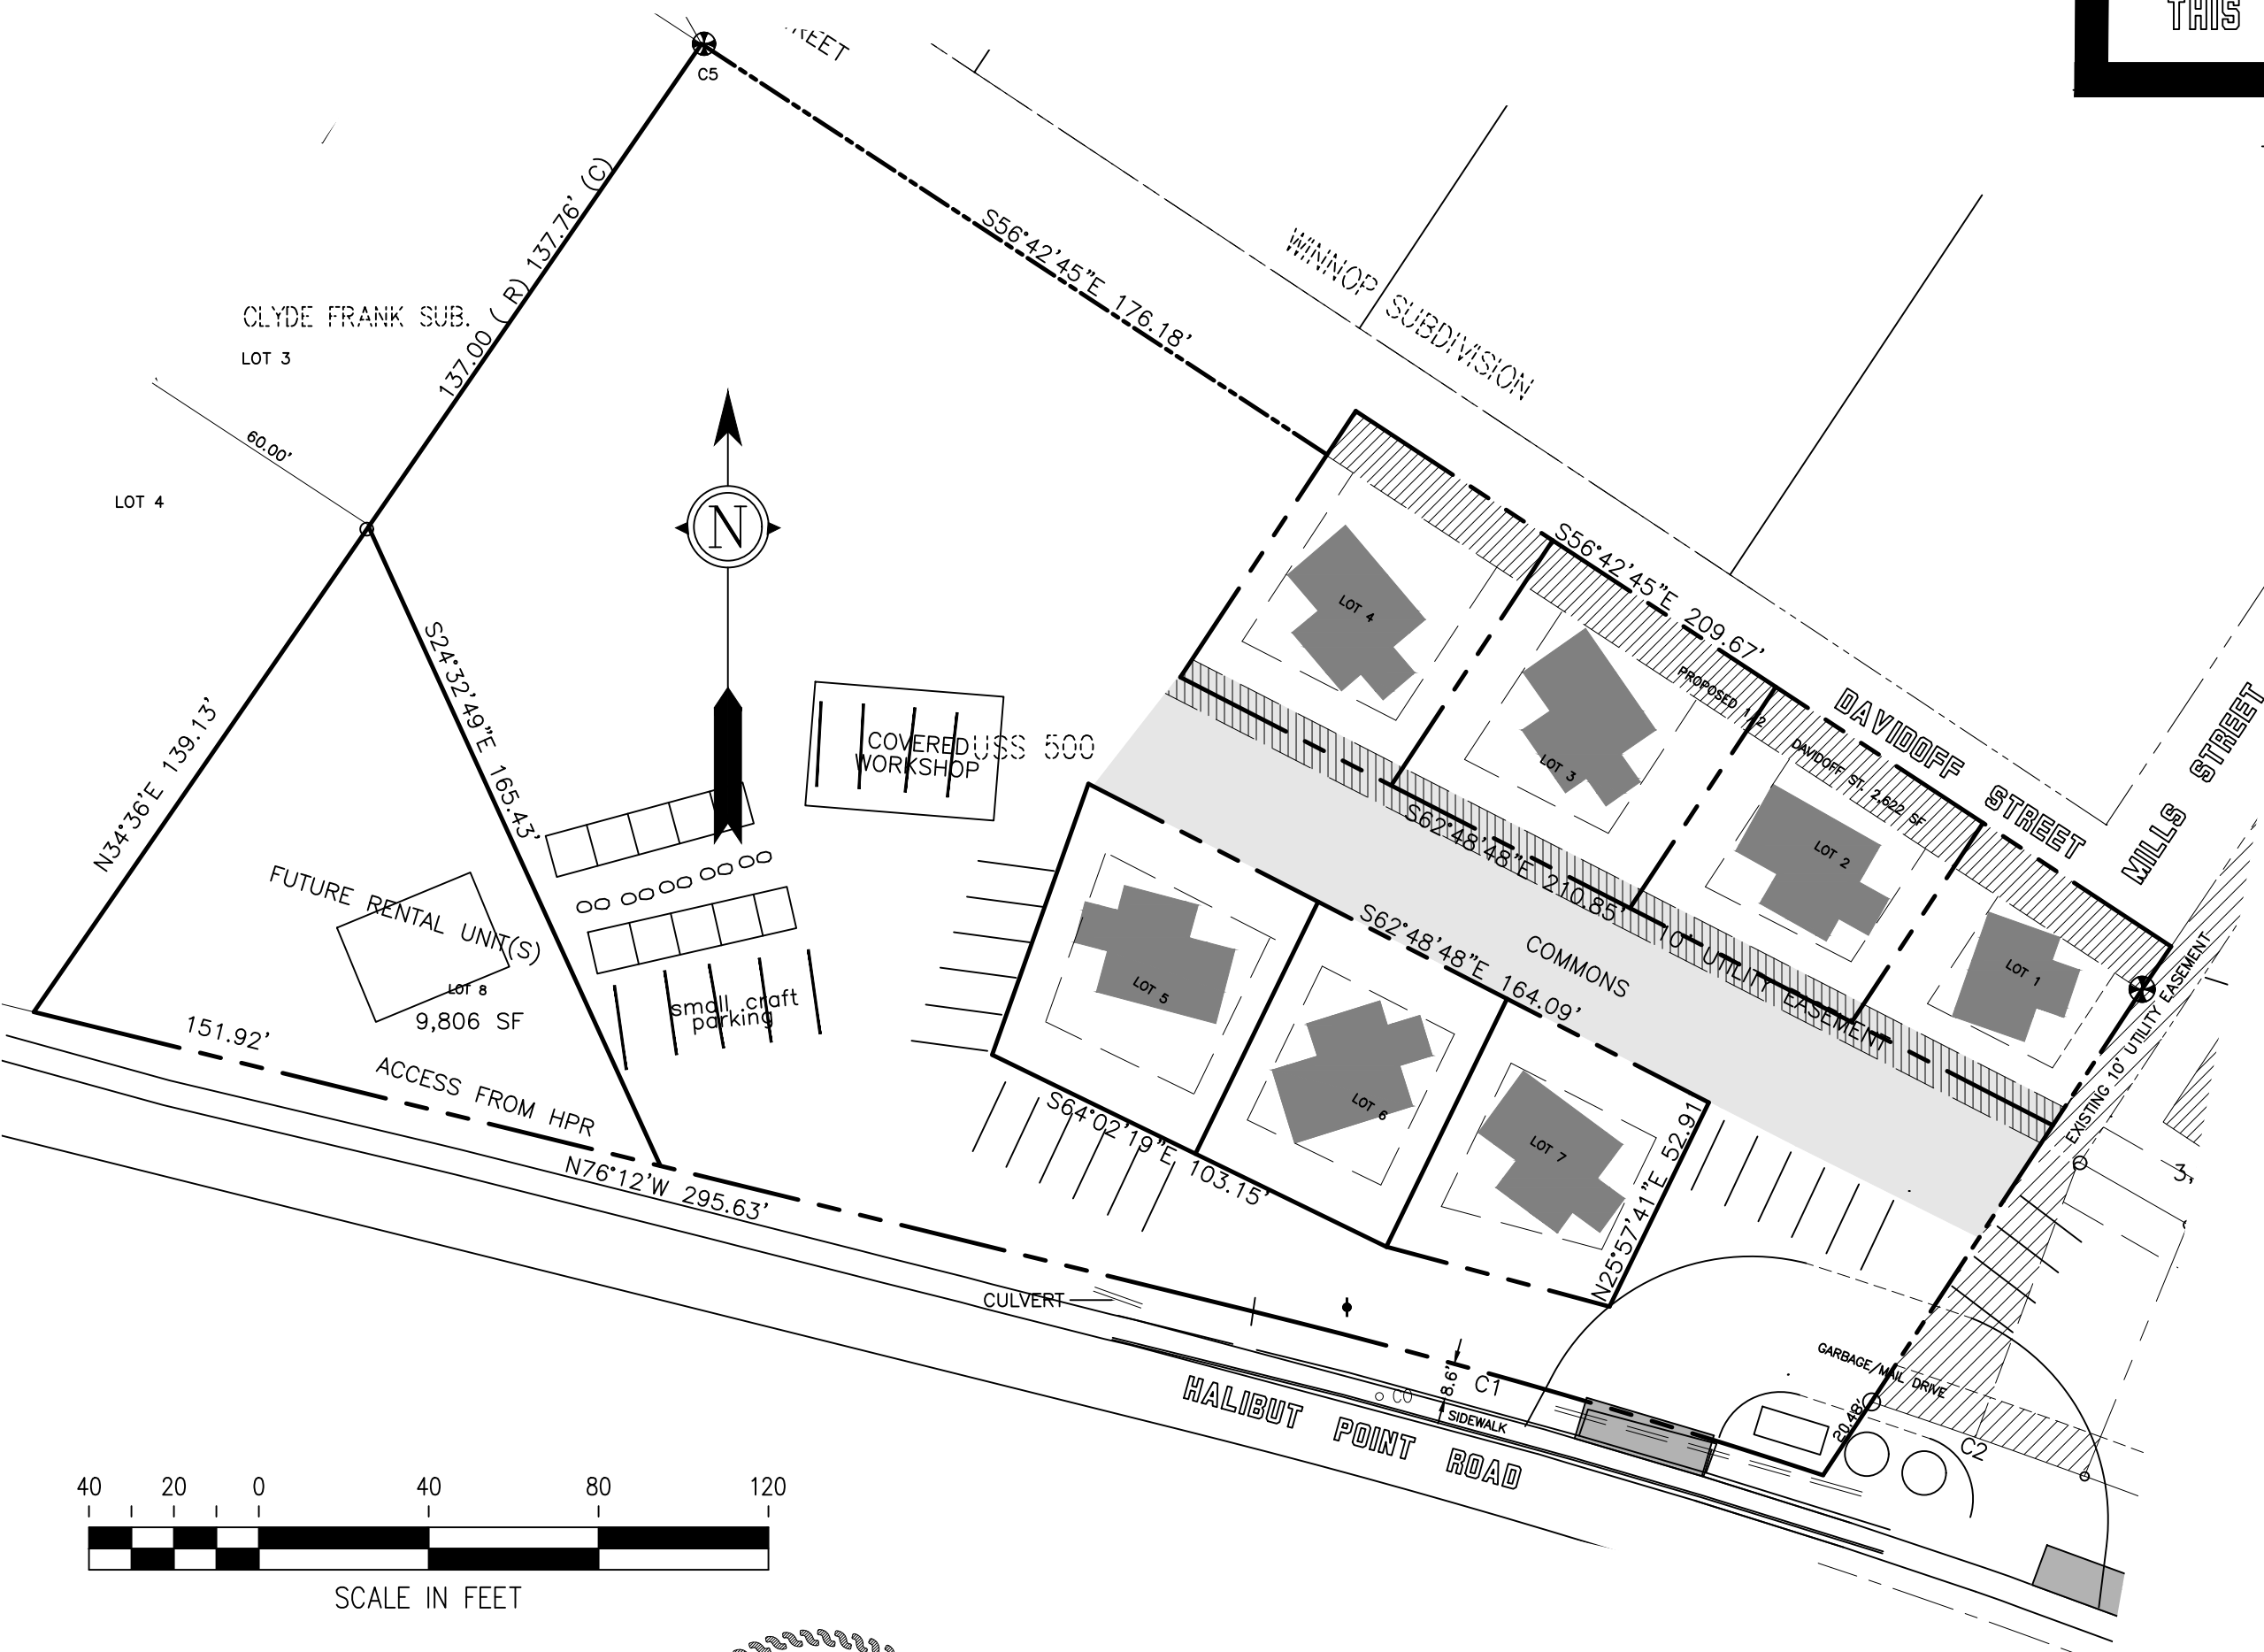 THIS
C5
S56°42'45"E 176.18'
WINNOP SUBDIVISION
137.00 ( R) 137.76' (C)
CLYDE FRANK SUB.
LOT 3
60.00'
LOT 4
N
S56°42'45"E 209.67'
LOT 4
PROPOSED 1/2
DAVIDOFF ST. 2,622 SF
DAVIDOFF STREET
MILLS STREET
S24°32'49"E 165.43'
N34°36'E 139.13'
COVERED
WORKSHOP
USS 500
LOT 3
LOT 2
S62°48'48"E 210.85'
10' UTILITY EASEMENT
COMMONS
S62°48'48"E 164.09'
LOT 1
EXISTING 10' UTILITY EASEMENT
FUTURE RENTAL UNIT(S)
LOT 8
9,806 SF
small craft
parking
LOT 5
LOT 6
LOT 7
151.92'
ACCESS FROM HPR
S64°02'19"E 103.15'
N25°57'41"E 52.91
N76°12'W 295.63'
3,
CULVERT
C1
8.6'
CO
SIDEWALK
GARBAGE/MAIL DRIVE
20.48'
C2
HALIBUT POINT ROAD
40 20 0 40 80 120
SCALE IN FEET